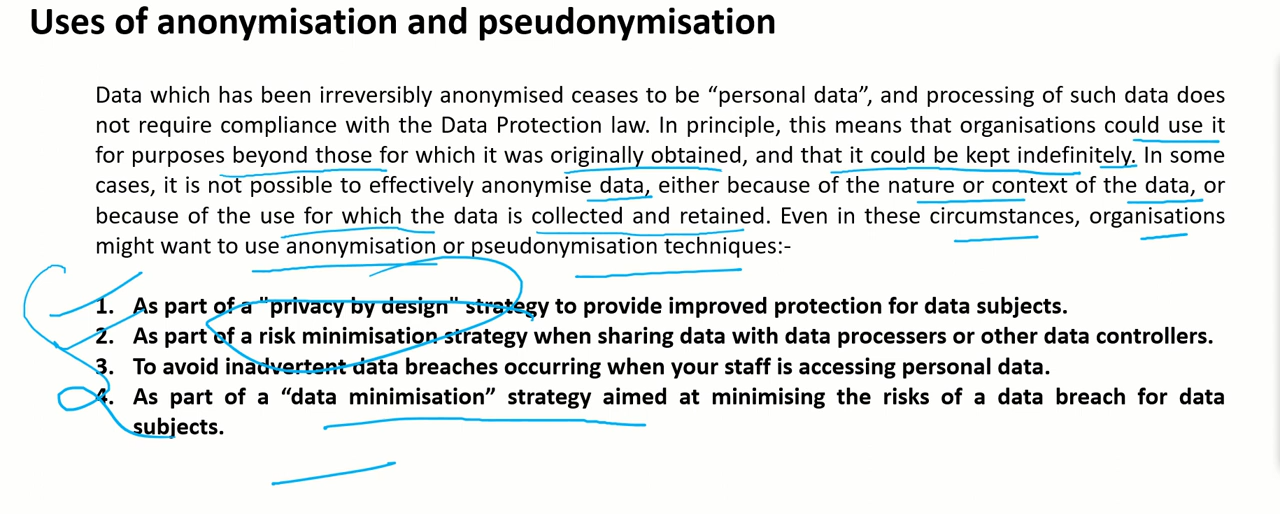 Uses of anonymisation and pseudonymisation
Data which has been irreversibly anonymised ceases to be “personal data”, and processing of such data does
not require compliance with the Data Protection law. In principle, this means that organisations could use it
for purposes beyond those for which it was originally obtained, and that it could be kept indefinitely. In some
cases, it is not possible to effectively anonymise data, either because of the nature or context of the data, or
because of the use for which the data is collected and retained. Even in these circumstances, organisations
might want to use anonymisation or pseudonymisation techniques:-
1. As part of a "privacy by design" strategy to provide improved protection for data subjects.
2. As part of a risk minimisation strategy when sharing data with data processers or other data controllers.
3. To avoid inadvertent data breaches occurring when your staff is accessing personal data.
4. As part of a “data minimisation” strategy aimed at minimising the risks of a data breach for data
subjects.